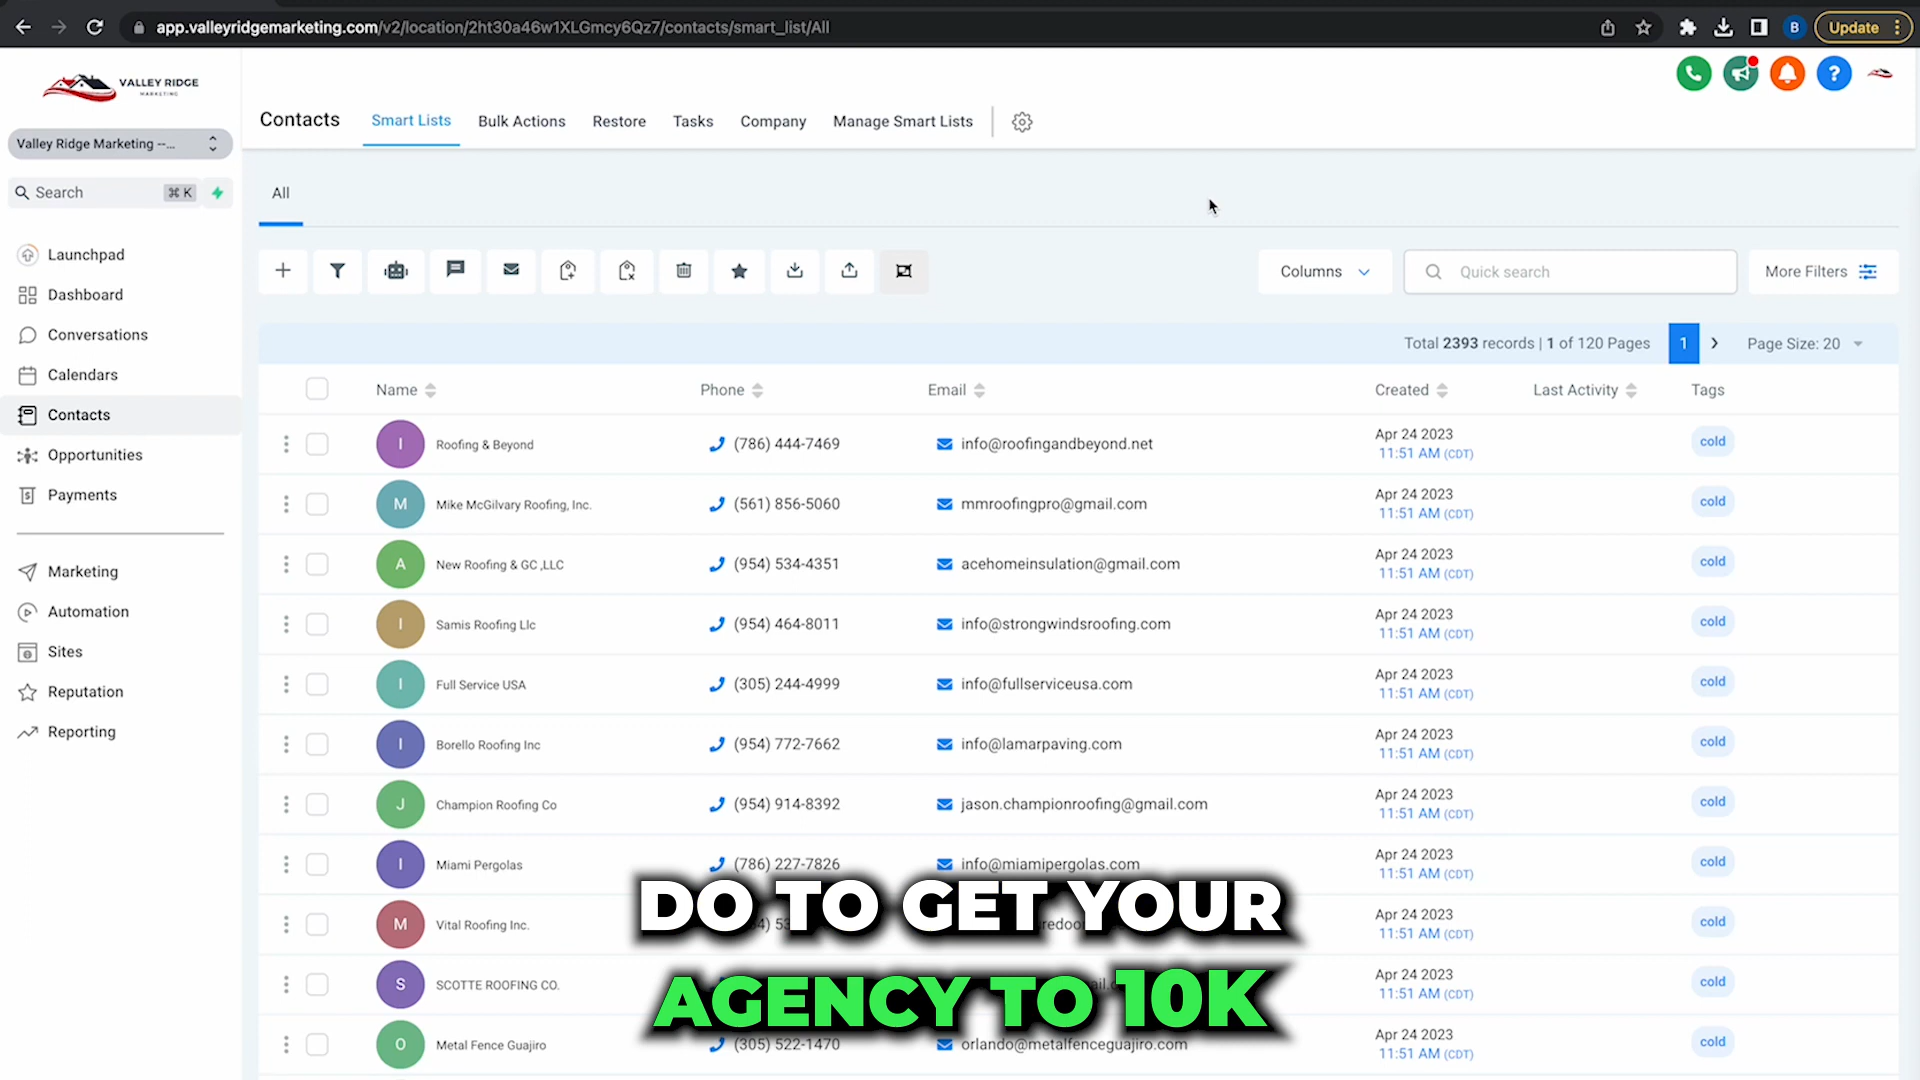 app.valleyridgemarketing.com/v2/location/2ht30a46w1XLGmcy6Qz7/contacts/smart_list/All
B
Update
VALLEY RIDGE
MARKETING
Valley Ridge Marketing --...
Search
⌘ K
Launchpad
Dashboard
Conversations
Calendars
Contacts
Opportunities
Payments
Marketing
Automation
Sites
Reputation
Reporting
Contacts
Smart Lists
Bulk Actions
Restore
Tasks
Company
Manage Smart Lists
?
All
Columns
Quick search
More Filters
Total 2393 records | 1 of 120 Pages
1
Page Size: 20
Name Phone Email Created Last Activity Tags
I Roofing & Beyond (786) 444-7469 info@roofingandbeyond.net Apr 24 2023 cold
11:51 AM (CDT)
M Mike McGilvary Roofing, Inc. (561) 856-5060 mmroofingpro@gmail.com Apr 24 2023 cold
11:51 AM (CDT)
A New Roofing & GC ,LLC (954) 534-4351 acehomeinsulation@gmail.com Apr 24 2023 cold
11:51 AM (CDT)
I Samis Roofing Llc (954) 464-8011 info@strongwindsroofing.com Apr 24 2023 cold
11:51 AM (CDT)
I Full Service USA (305) 244-4999 info@fullserviceusa.com Apr 24 2023 cold
11:51 AM (CDT)
I Borello Roofing Inc (954) 772-7662 info@lamarpaving.com Apr 24 2023 cold
11:51 AM (CDT)
J Champion Roofing Co (954) 914-8392 jason.championroofing@gmail.com Apr 24 2023 cold
11:51 AM (CDT)
I Miami Pergolas (786) 227-7826 info@miamipergolas.com Apr 24 2023 cold
11:51 AM (CDT)
M Vital Roofing Inc. Apr 24 2023 cold
11:51 AM (CDT)
S SCOTTE ROOFING CO. Apr 24 2023 cold
11:51 AM (CDT)
O Metal Fence Guajiro (305) 522-1470 orlando@metalfenceguajiro.com Apr 24 2023 cold
11:51 AM (CDT)
DO TO GET YOUR
AGENCY TO 10K